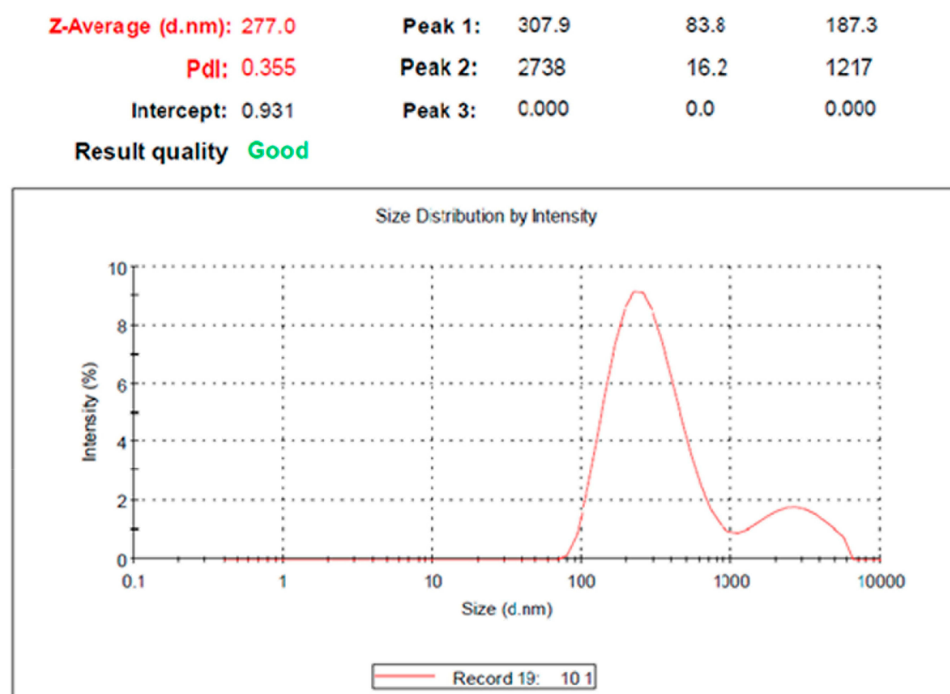 Z-Average (d.nm): 277.0 Peak 1: 307.9 83.8 187.3
PdI: 0.355 Peak 2: 2738 16.2 1217
Intercept: 0.931 Peak 3: 0.000 0.0 0.000
Result quality Good
Size Distribution by Intensity
Intensity (%)
10
8
6
4
2
0
0.1 1 10 100 1000 10000
Size (d.nm)
Record 19: 10 1